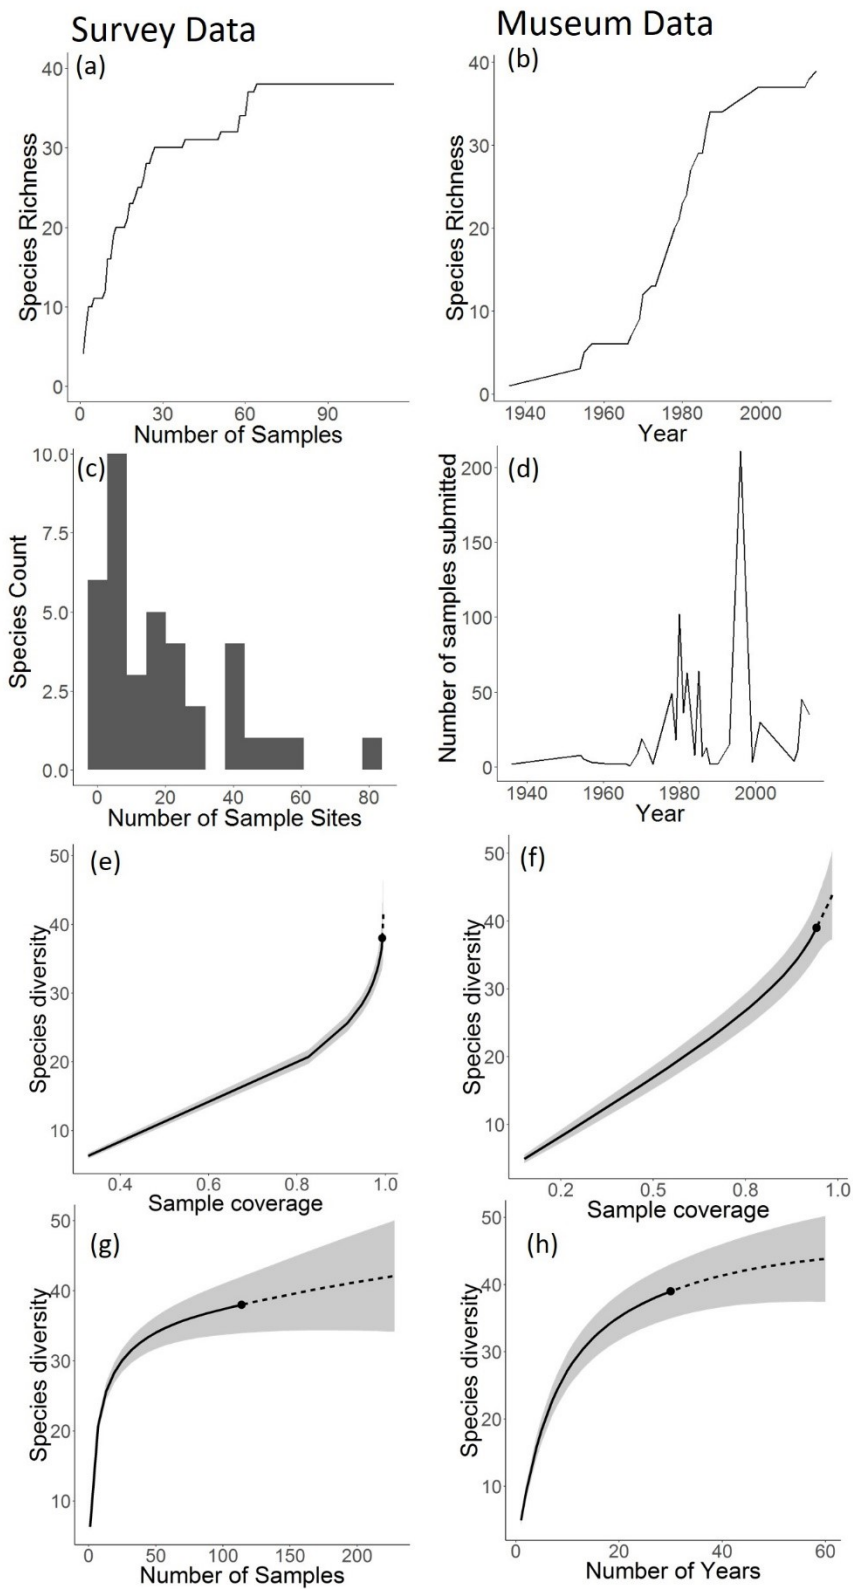 Survey Data
Museum Data
(a)
40
30
20
10
0
Species Richness
0 30 60 90
Number of Samples
(b)
40
30
20
10
0
Species Richness
1940 1960 1980 2000
Year
(c)
10.0
7.5
5.0
2.5
0.0
Species Count
0 20 40 60 80
Number of Sample Sites
(d)
200
150
100
50
0
Number of samples submitted
1940 1960 1980 2000
Year
(e)
50
40
30
20
10
Species diversity
0.4 0.6 0.8 1.0
Sample coverage
(f)
50
40
30
20
10
Species diversity
0.2 0.5 0.8 1.0
Sample coverage
(g)
50
40
30
20
10
Species diversity
0 50 100 150 200
Number of Samples
(h)
50
40
30
20
10
Species diversity
0 20 40 60
Number of Years